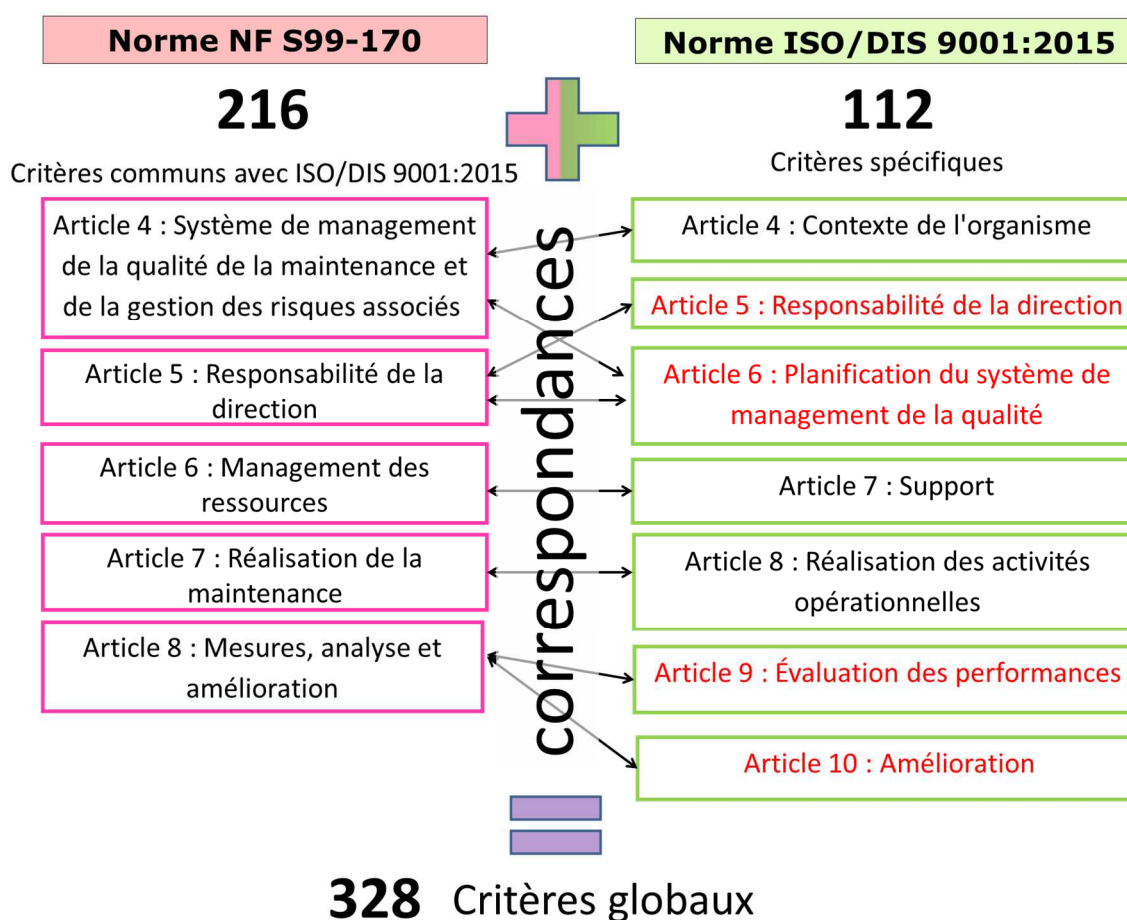 Norme NF S99-170
216
Critères communs avec ISO/DIS 9001:2015
Article 4 : Système de management
de la qualité de la maintenance et
de la gestion des risques associés
Article 5 : Responsabilité de la
direction
Article 6 : Management des
ressources
Article 7 : Réalisation de la
maintenance
Article 8 : Mesures, analyse et
amélioration
correspondances
Norme ISO/DIS 9001:2015
112
Critères spécifiques
Article 4 : Contexte de l'organisme
Article 5 : Responsabilité de la direction
Article 6 : Planification du système de
management de la qualité
Article 7 : Support
Article 8 : Réalisation des activités
opérationnelles
Article 9 : Évaluation des performances
Article 10 : Amélioration
328 Critères globaux